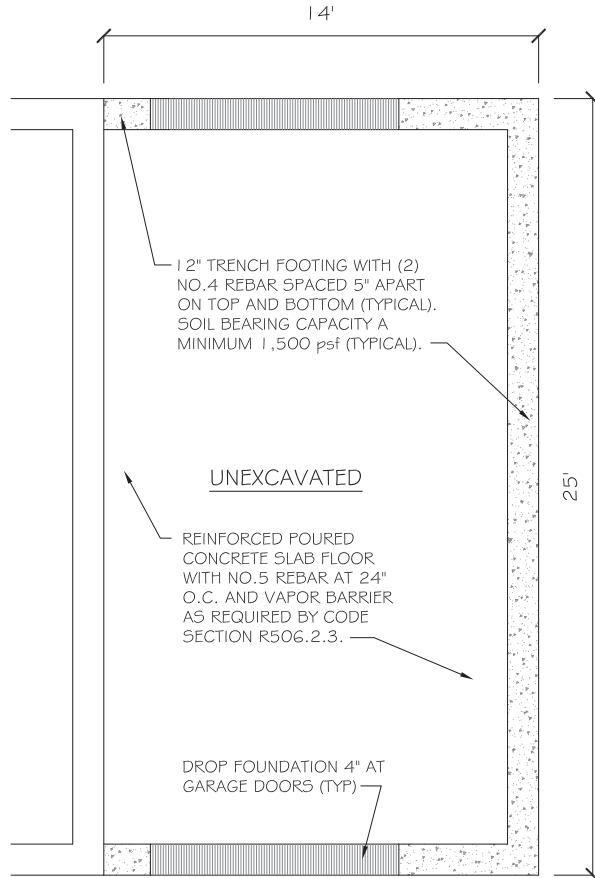 14'
12" TRENCH FOOTING WITH (2)
NO.4 REBAR SPACED 5" APART
ON TOP AND BOTTOM (TYPICAL).
SOIL BEARING CAPACITY A
MINIMUM 1,500 psf (TYPICAL).
UNEXCAVATED
25'
REINFORCED POURED
CONCRETE SLAB FLOOR
WITH NO.5 REBAR AT 24"
O.C. AND VAPOR BARRIER
AS REQUIRED BY CODE
SECTION R506.2.3.
DROP FOUNDATION 4" AT
GARAGE DOORS (TYP)